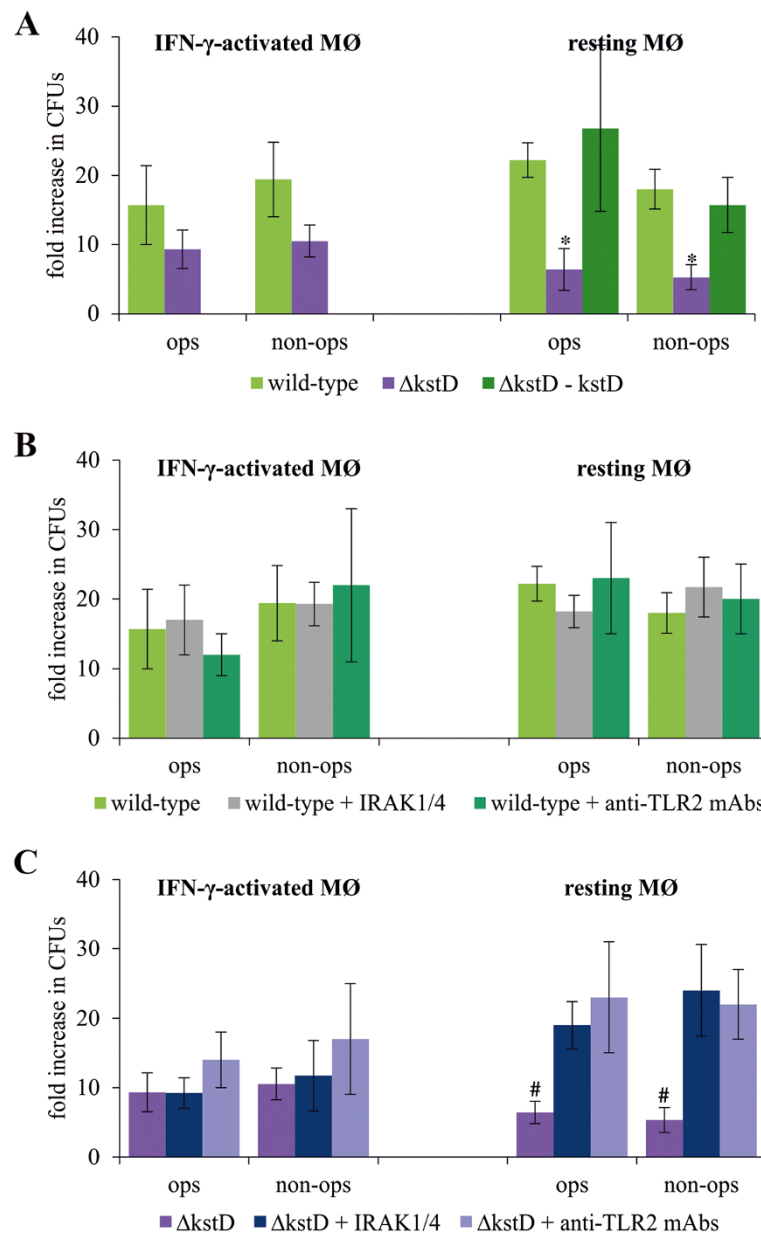 A
IFN-γ-activated MØ
resting MØ
fold increase in CFUs
40
30
20
10
0
*
*
ops
non-ops
ops
non-ops
wild-type
ΔkstD
ΔkstD - kstD
B
IFN-γ-activated MØ
resting MØ
fold increase in CFUs
40
30
20
10
0
ops
non-ops
ops
non-ops
wild-type
wild-type + IRAK1/4
wild-type + anti-TLR2 mAbs
C
IFN-γ-activated MØ
resting MØ
fold increase in CFUs
40
30
20
10
0
#
#
ops
non-ops
ops
non-ops
ΔkstD
ΔkstD + IRAK1/4
ΔkstD + anti-TLR2 mAbs